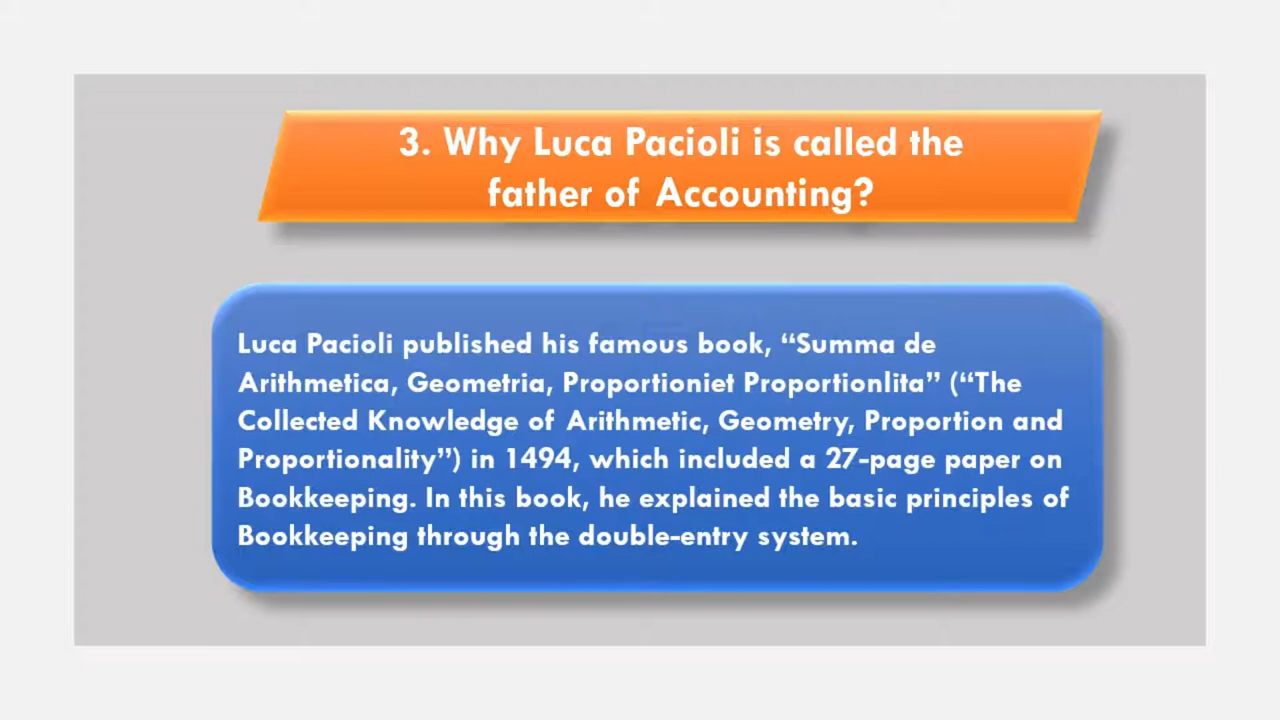 3. Why Luca Pacioli is called the
father of Accounting?
Luca Pacioli published his famous book, “Summa de
Arithmetica, Geometria, Proportioniet Proportionlita” (“The
Collected Knowledge of Arithmetic, Geometry, Proportion and
Proportionality”) in 1494, which included a 27-page paper on
Bookkeeping. In this book, he explained the basic principles of
Bookkeeping through the double-entry system.